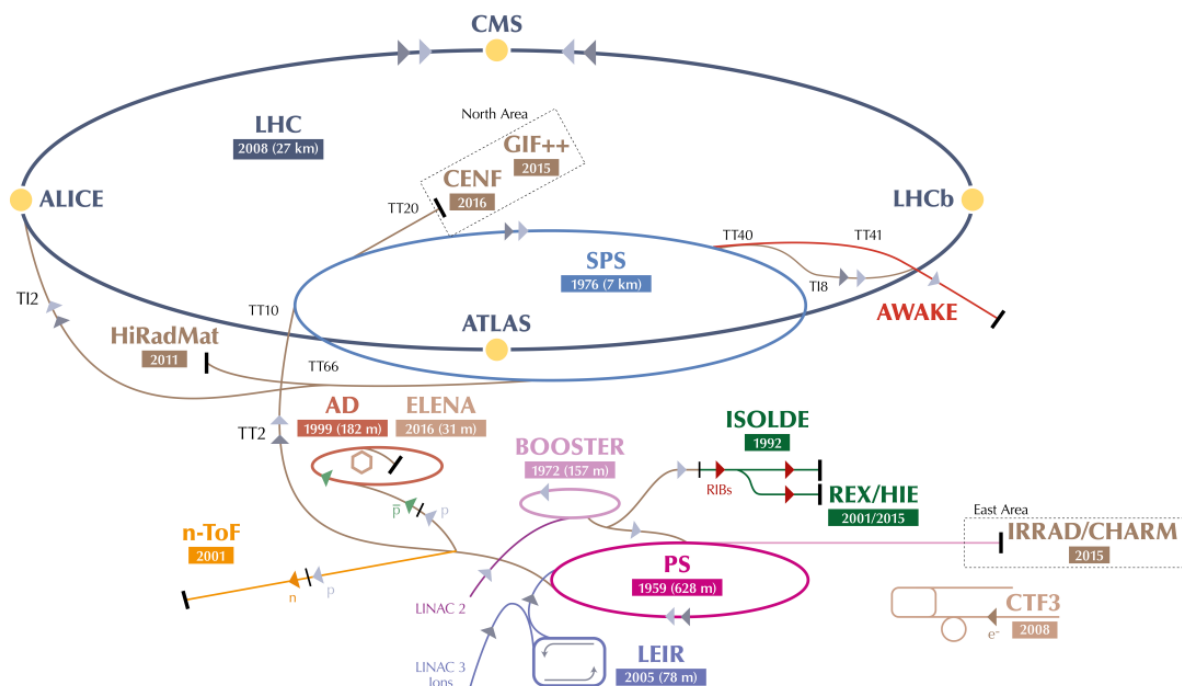 CMS
North Area
LHC
2008 (27 km)
GIF++
2015
CENF
2016
ALICE
LHCb
TT20
TT40
TT41
SPS
1976 (7 km)
TI2
TI8
TT10
AWAKE
ATLAS
HiRadMat
2011
TT66
AD
1999 (182 m)
ELENA
2016 (31 m)
TT2
ISOLDE
1992
BOOSTER
1972 (157 m)
RIBs
REX/HIE
2001/2015
p̅
p
East Area
n-ToF
2001
IRRAD/CHARM
2015
PS
1959 (628 m)
n
p
LINAC 2
CTF3
2008
e-
LEIR
2005 (78 m)
LINAC 3
Ions